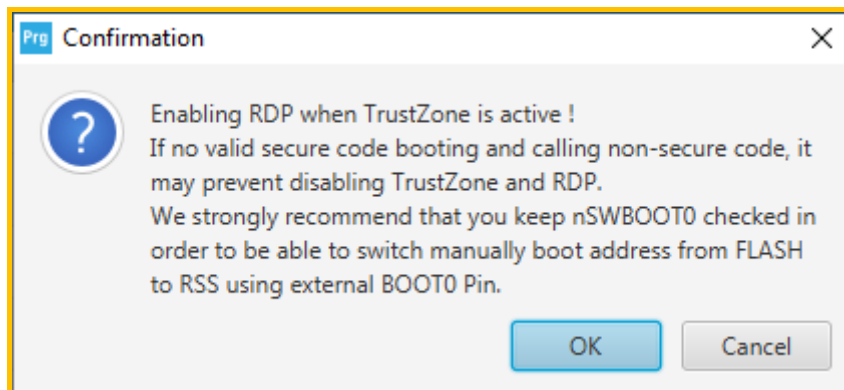 Prg Confirmation
Enabling RDP when TrustZone is active !
If no valid secure code booting and calling non-secure code, it
may prevent disabling TrustZone and RDP.
We strongly recommend that you keep nSWBOOT0 checked in
order to be able to switch manually boot address from FLASH
to RSS using external BOOT0 Pin.
OK Cancel